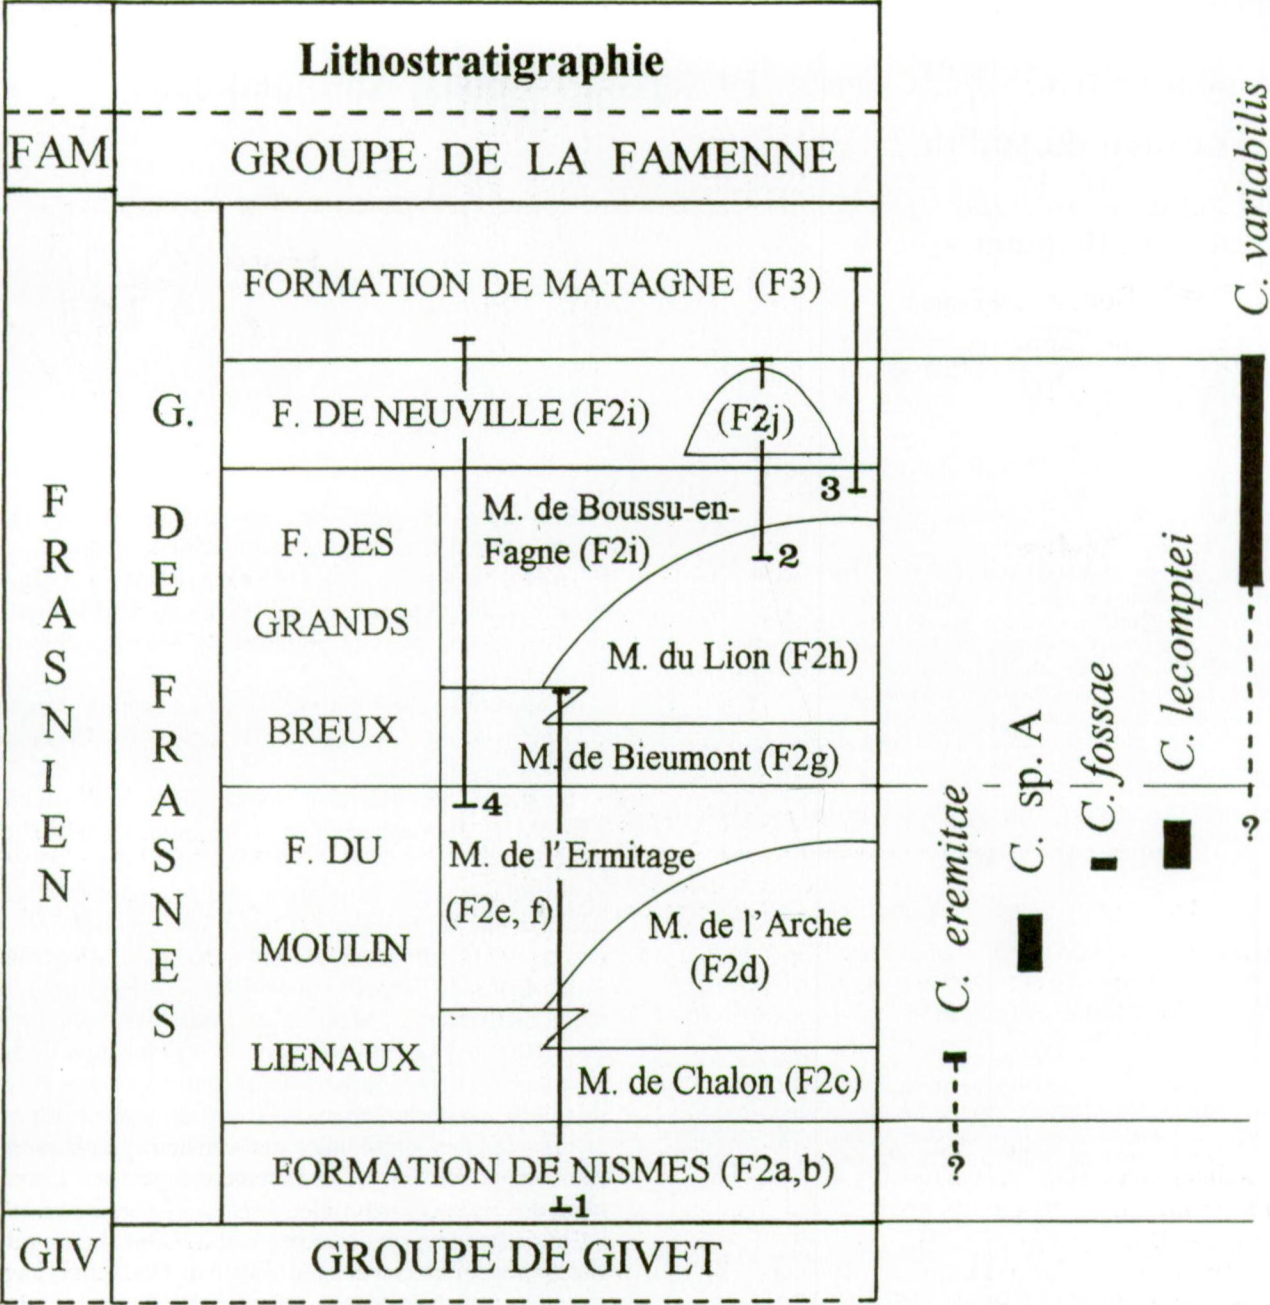 Lithostratigraphie
FAM
GROUPE DE LA FAMENNE
FRASNIEN
G. DE FRASNES
FORMATION DE MATAGNE (F3)
F. DE NEUVILLE (F2i)
(F2j)
3
F. DES
GRANDS
BREUX
M. de Boussu-en-
Fagne (F2i)
2
M. du Lion (F2h)
M. de Bieumont (F2g)
4
F. DU
MOULIN
LIENAUX
M. de l'Ermitage
(F2e, f)
M. de l'Arche
(F2d)
M. de Chalon (F2c)
FORMATION DE NISMES (F2a,b)
1
GIV
GROUPE DE GIVET
C. eremitae
?
C. sp. A
C. fossae
C. lecomptei
C. variabilis
?